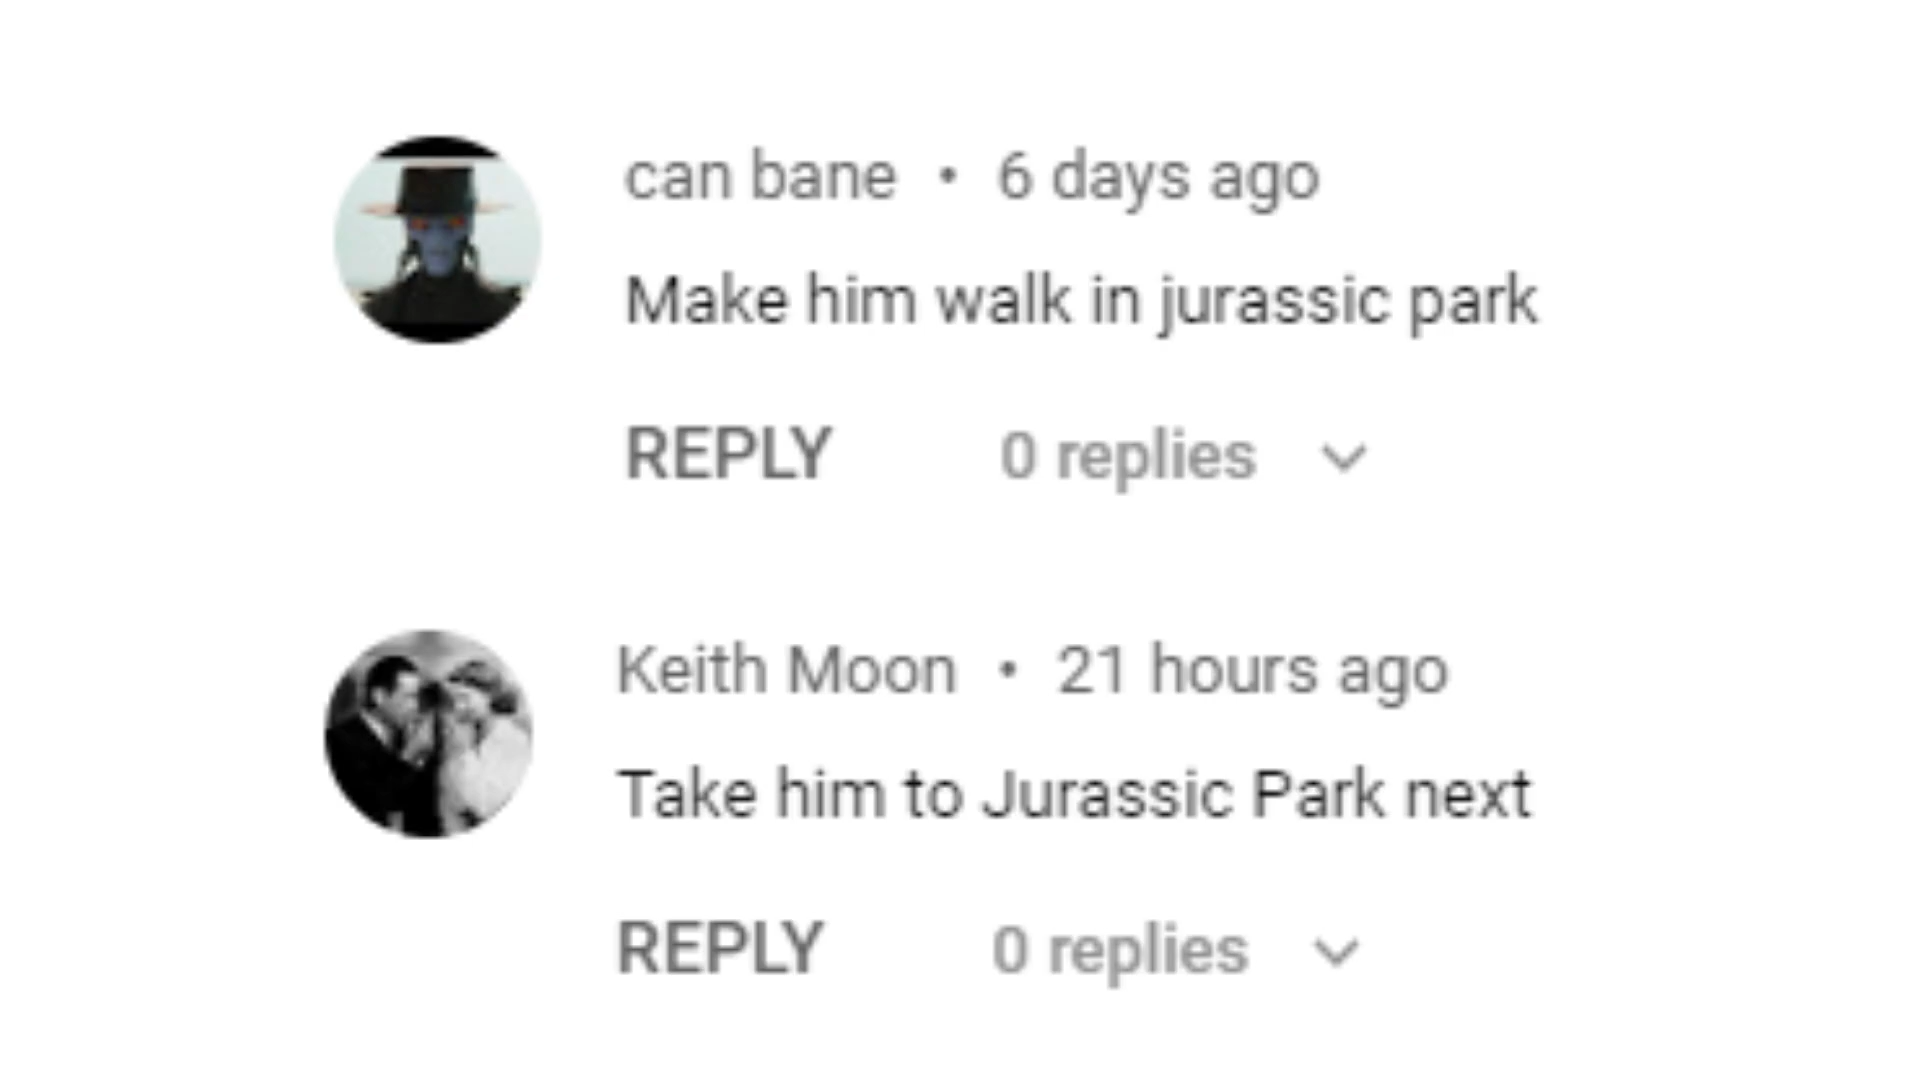 can bane • 6 days ago
Make him walk in jurassic park
REPLY 0 replies
Keith Moon • 21 hours ago
Take him to Jurassic Park next
REPLY 0 replies